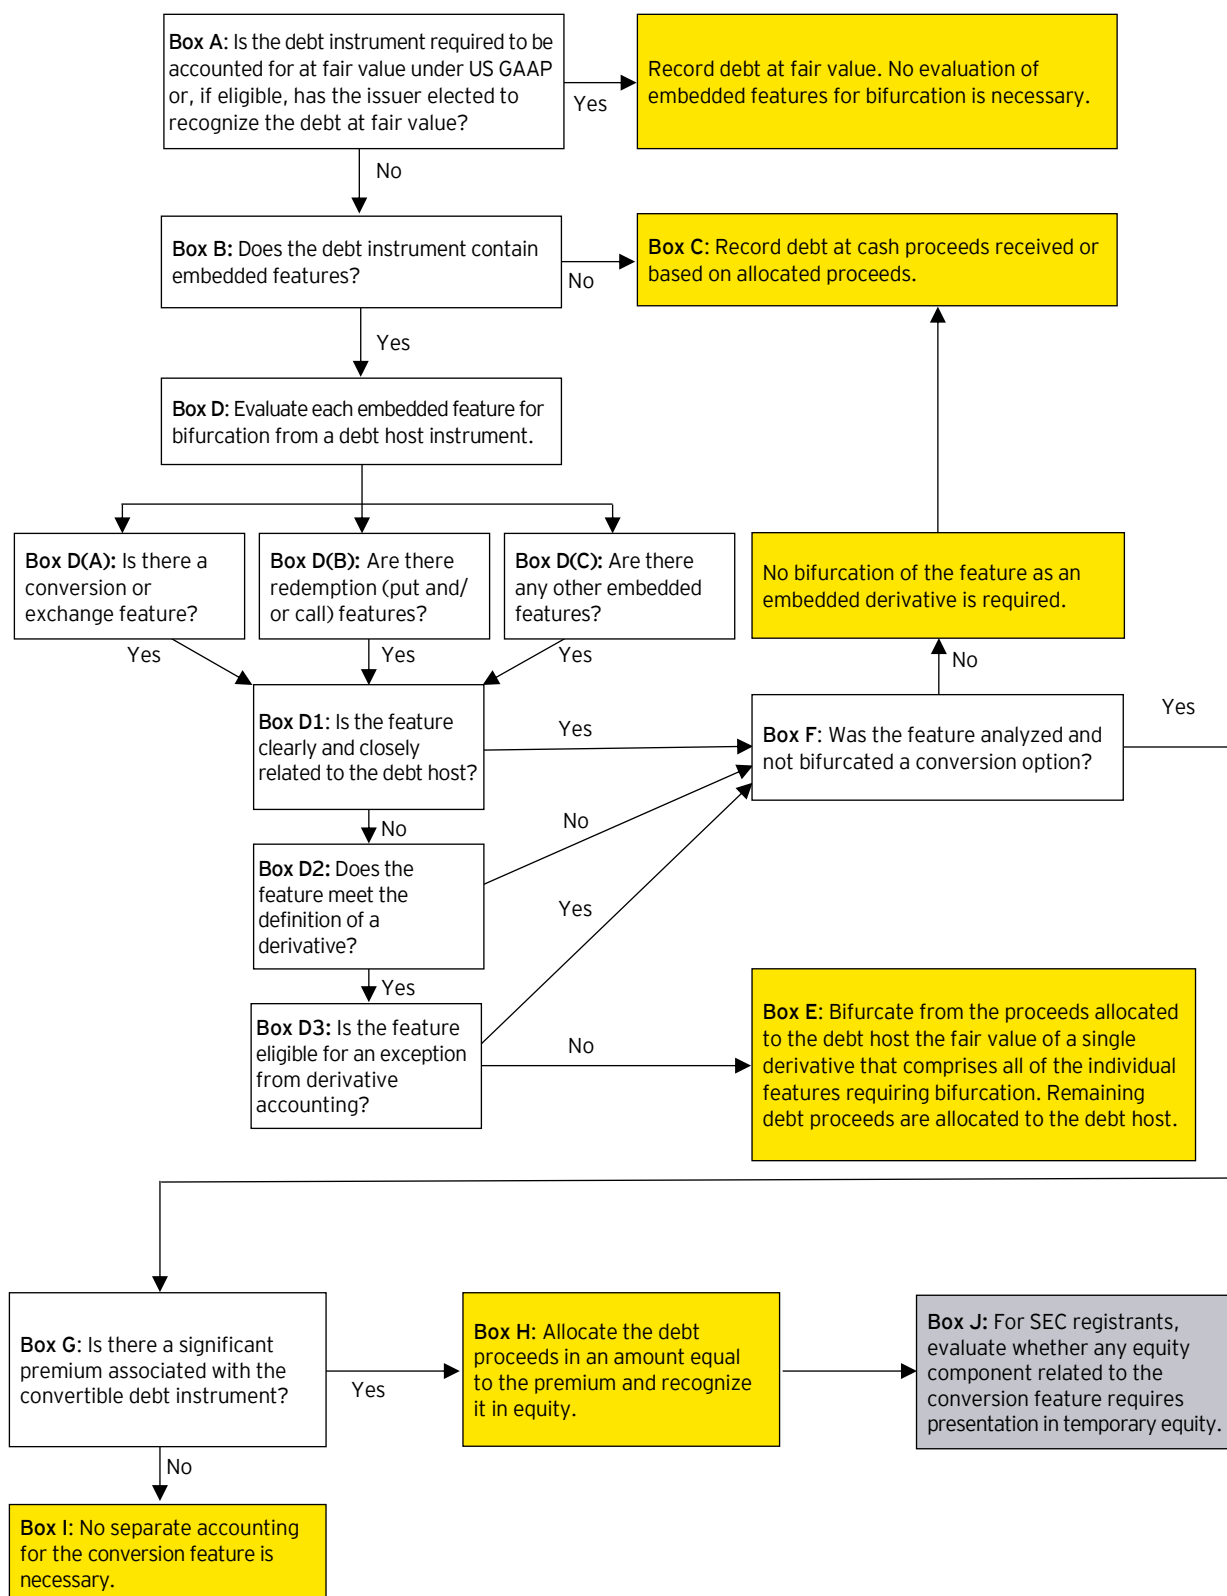 Box A: Is the debt instrument required to be
accounted for at fair value under US GAAP
or, if eligible, has the issuer elected to
recognize the debt at fair value?
Yes
Record debt at fair value. No evaluation of
embedded features for bifurcation is necessary.
No
Box B: Does the debt instrument contain
embedded features?
No
Box C: Record debt at cash proceeds received or
based on allocated proceeds.
Yes
Box D: Evaluate each embedded feature for
bifurcation from a debt host instrument.
Box D(A): Is there a
conversion or
exchange feature?
Box D(B): Are there
redemption (put and/
or call) features?
Box D(C): Are there
any other embedded
features?
No bifurcation of the feature as an
embedded derivative is required.
Yes
Yes
Yes
No
Box D1: Is the feature
clearly and closely
related to the debt host?
Yes
Box F: Was the feature analyzed and
not bifurcated a conversion option?
Yes
No
Box D2: Does the
feature meet the
definition of a
derivative?
No
Yes
Yes
Box D3: Is the feature
eligible for an exception
from derivative
accounting?
No
Box E: Bifurcate from the proceeds allocated
to the debt host the fair value of a single
derivative that comprises all of the individual
features requiring bifurcation. Remaining
debt proceeds are allocated to the debt host.
Box G: Is there a significant
premium associated with the
convertible debt instrument?
Yes
Box H: Allocate the debt
proceeds in an amount equal
to the premium and recognize
it in equity.
Box J: For SEC registrants,
evaluate whether any equity
component related to the
conversion feature requires
presentation in temporary equity.
No
Box I: No separate accounting
for the conversion feature is
necessary.